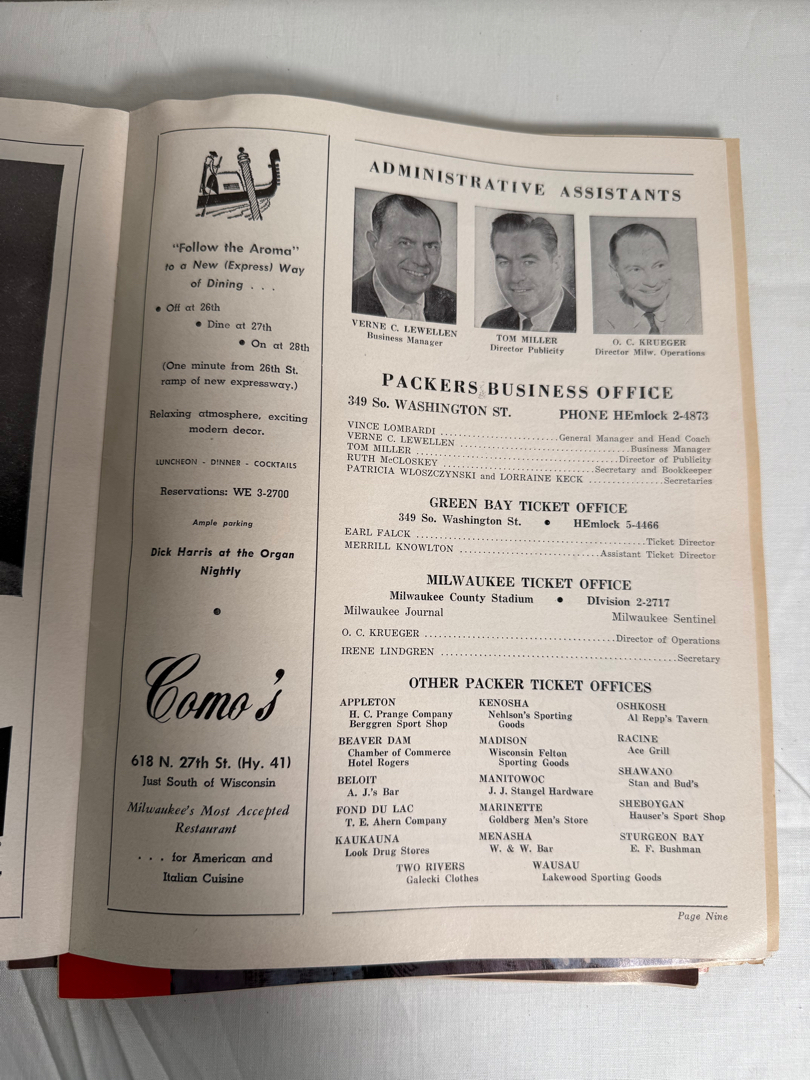 "Follow the Aroma"
to a New (Express) Way
of Dining . . .
• Off at 26th
• Dine at 27th
• On at 28th
(One minute from 26th St.
ramp of new expressway.)
Relaxing atmosphere, exciting
modern decor.
LUNCHEON - DINNER - COCKTAILS
Reservations: WE 3-2700
Ample parking
Dick Harris at the Organ
Nightly
Como's
618 N. 27th St. (Hy. 41)
Just South of Wisconsin
Milwaukee's Most Accepted
Restaurant
. . . for American and
Italian Cuisine
ADMINISTRATIVE ASSISTANTS
VERNE C. LEWELLEN
Business Manager
TOM MILLER
Director Publicity
O. C. KRUEGER
Director Milw. Operations
PACKERS BUSINESS OFFICE
349 So. WASHINGTON ST. PHONE HEmlock 2-4873
VINCE LOMBARDI ........................General Manager and Head Coach
VERNE C. LEWELLEN ........................Business Manager
TOM MILLER ........................Director of Publicity
RUTH McCLOSKEY ........................Secretary and Bookkeeper
PATRICIA WLOSZCZYNSKI and LORRAINE KECK ................Secretaries
GREEN BAY TICKET OFFICE
349 So. Washington St. • HEmlock 5-4466
EARL FALCK ........................Ticket Director
MERRILL KNOWLTON ........................Assistant Ticket Director
MILWAUKEE TICKET OFFICE
Milwaukee County Stadium • DIvision 2-2717
Milwaukee Journal Milwaukee Sentinel
O. C. KRUEGER ........................Director of Operations
IRENE LINDGREN ........................Secretary
OTHER PACKER TICKET OFFICES
APPLETON
H. C. Prange Company
Berggren Sport Shop
BEAVER DAM
Chamber of Commerce
Hotel Rogers
BELOIT
A. J.'s Bar
FOND DU LAC
T. E. Ahern Company
KAUKAUNA
Look Drug Stores
KENOSHA
Nehlson's Sporting
Goods
MADISON
Wisconsin Felton
Sporting Goods
MANITOWOC
J. J. Stangel Hardware
MARINETTE
Goldberg Men's Store
MENASHA
W. & W. Bar
OSHKOSH
Al Repp's Tavern
RACINE
Ace Grill
SHAWANO
Stan and Bud's
SHEBOYGAN
Hauser's Sport Shop
STURGEON BAY
E. F. Bushman
TWO RIVERS
Galecki Clothes
WAUSAU
Lakewood Sporting Goods
Page Nine